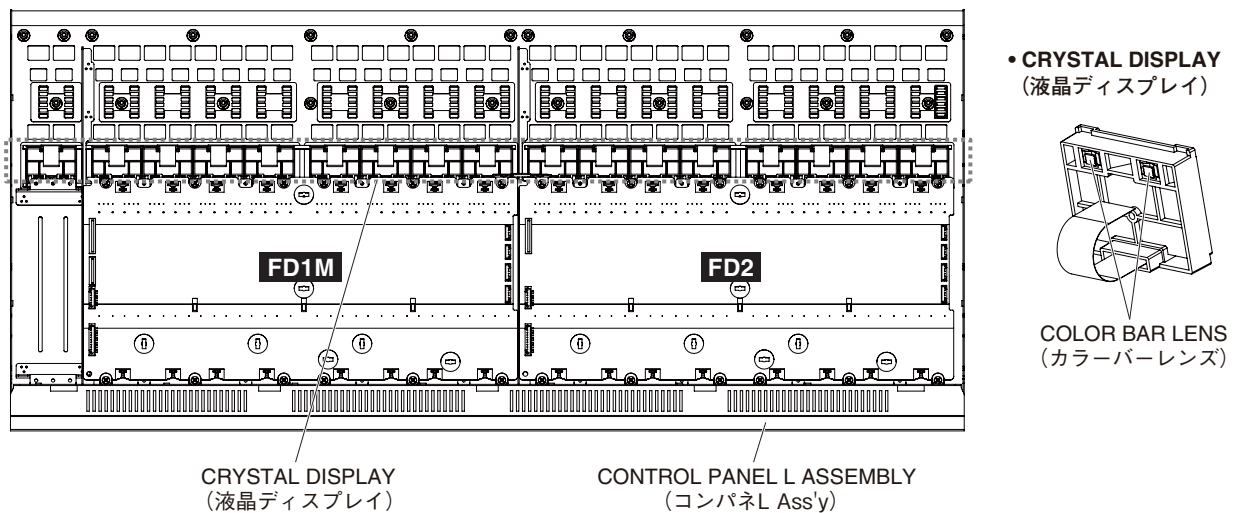 FD1M
FD2
CRYSTAL DISPLAY
（液晶ディスプレイ）
CONTROL PANEL L ASSEMBLY
（コンパネL Ass'y）
• CRYSTAL DISPLAY
（液晶ディスプレイ）
COLOR BAR LENS
（カラーバーレンズ）